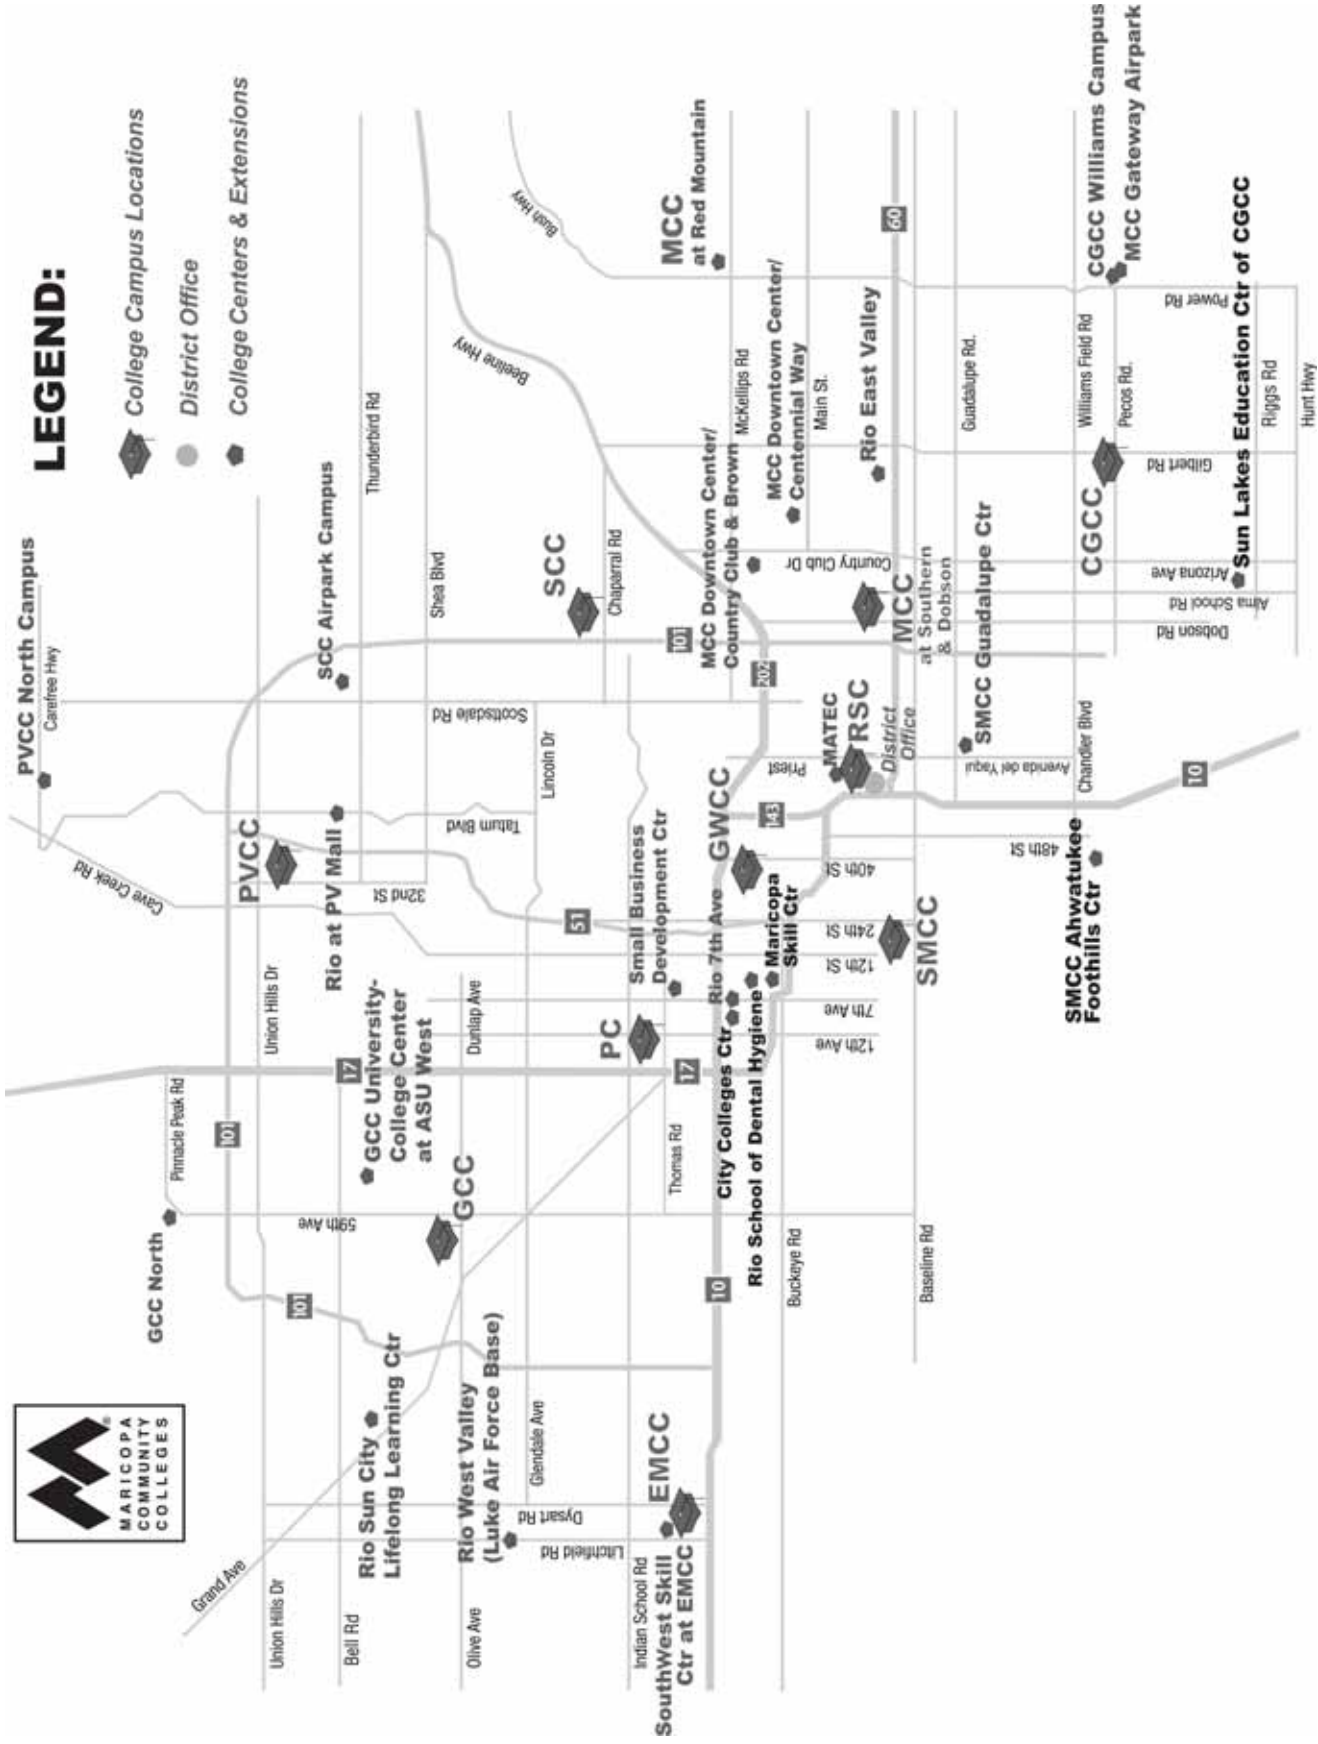 MARICOPA
COMMUNITY
COLLEGES
®
LEGEND:
College Campus Locations
District Office
College Centers & Extensions
PVCC North Campus
Carefree Hwy
Cave Creek Rd
Pinnacle Peak Rd
GCC North
101
Grand Ave
Union Hills Dr
Union Hills Dr
PVCC
101
SCC Airpark Campus
Rio at PV Mall
Thunderbird Rd
Bell Rd
17
59th Ave
GCC University-
College Center
at ASU West
Rio Sun City
Lifelong Learning Ctr
32nd St
Shea Blvd
Scottsdale Rd
Tatum Blvd
GCC
Dunlap Ave
Olive Ave
Rio West Valley
(Luke Air Force Base)
Beeline Hwy
Bush Hwy
Lincoln Dr
Glendale Ave
Dysart Rd
Litchfield Rd
51
SCC
Chaparral Rd
PC
Indian School Rd
Small Business
Development Ctr
Thomas Rd
17
101
EMCC
SouthWest Skill
Ctr at EMCC
MCC
at Red Mountain
McKellips Rd
MCC Downtown Center/
Country Club & Brown
10
GWCC
Rio 7th Ave
City Colleges Ctr
Rio School of Dental Hygiene
Maricopa
Skill Ctr
202
143
Priest
Buckeye Rd
MCC Downtown Center/
Centennial Way
Main St.
Country Club Dr
MATEC
RSC
District
Office
40th St
24th St
12th St
7th Ave
12th Ave
Rio East Valley
60
MCC
at Southern
& Dobson
SMCC
Baseline Rd
Guadalupe Rd.
SMCC Guadalupe Ctr
Avenida del Yaqui
48th St
Williams Field Rd
Chandler Blvd
SMCC Ahwatukee
Foothills Ctr
CGCC
Pecos Rd.
CGCC Williams Campus
MCC Gateway Airpark
Power Rd
Gilbert Rd
Arizona Ave
Alma School Rd
Dobson Rd
10
Sun Lakes Education Ctr of CGCC
Riggs Rd
Hunt Hwy